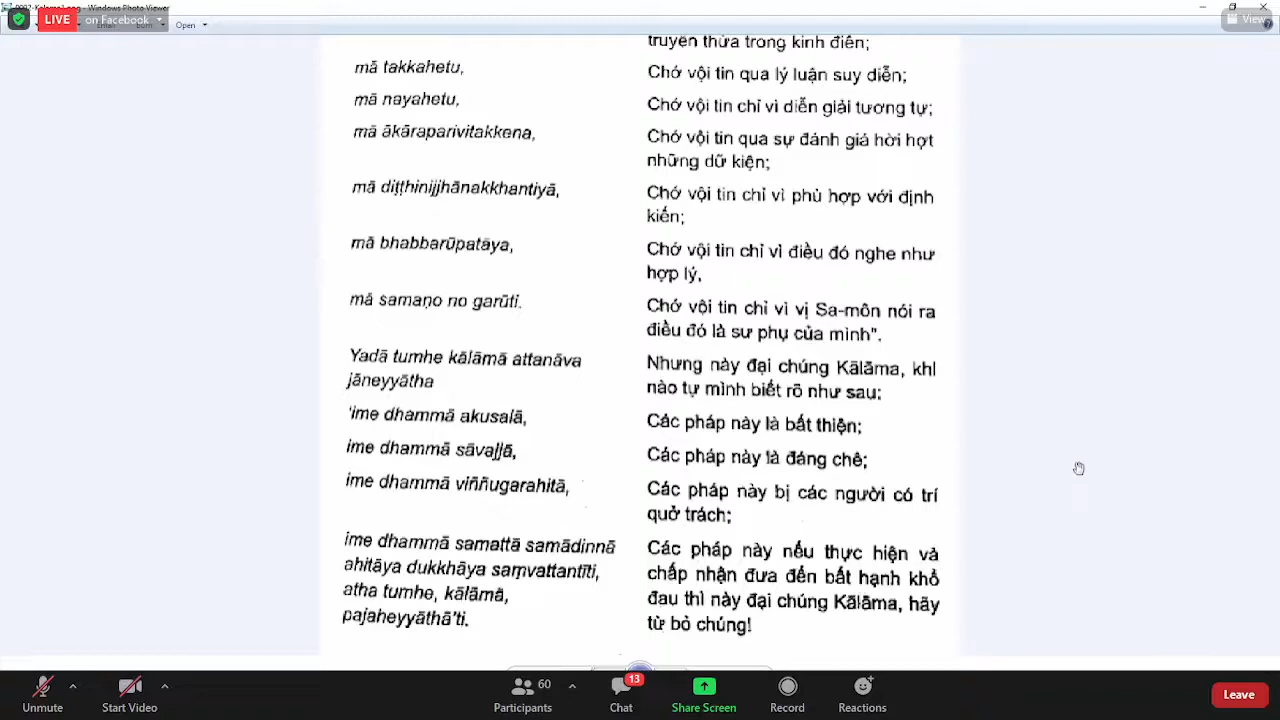 Kalama1.png - Windows Photo Viewer
LIVE on Facebook
Open
View
truyền thừa trong kinh điển;
mā takkahetu,
Chớ vội tin qua lý luận suy diễn;
mā nayahetu,
Chớ vội tin chỉ vì diễn giải tương tự;
mā ākāraparivitakkena,
Chớ vội tin qua sự đánh giá hời hợt
những dữ kiện;
mā diṭṭhinijjhānakkhantiyā,
Chớ vội tin chỉ vì phù hợp với định
kiến;
mā bhabbarūpatāya,
Chớ vội tin chỉ vì điều đó nghe như
hợp lý,
mā samaṇo no garūti.
Chớ vội tin chỉ vì vị Sa-môn nói ra
điều đó là sư phụ của mình”.
Yadā tumhe kālāmā attanāva
jāneyyātha
Nhưng này đại chúng Kālāma, khi
nào tự mình biết rõ như sau;
‘ime dhammā akusalā,
Các pháp này là bất thiện;
ime dhammā sāvajjā,
Các pháp này là đáng chê;
ime dhammā viññugarahitā,
Các pháp này bị các người có trí
quở trách;
ime dhammā samattā samādinnā
ahitāya dukkhāya saṃvattantīti,
atha tumhe, kālāmā,
pajaheyyāthā’ti.
Các pháp này nếu thực hiện và
chấp nhận đưa đến bất hạnh khổ
đau thì này đại chúng Kālāma, hãy
từ bỏ chúng!
Unmute
Start Video
60
Participants
13
Chat
Share Screen
Record
Reactions
Leave